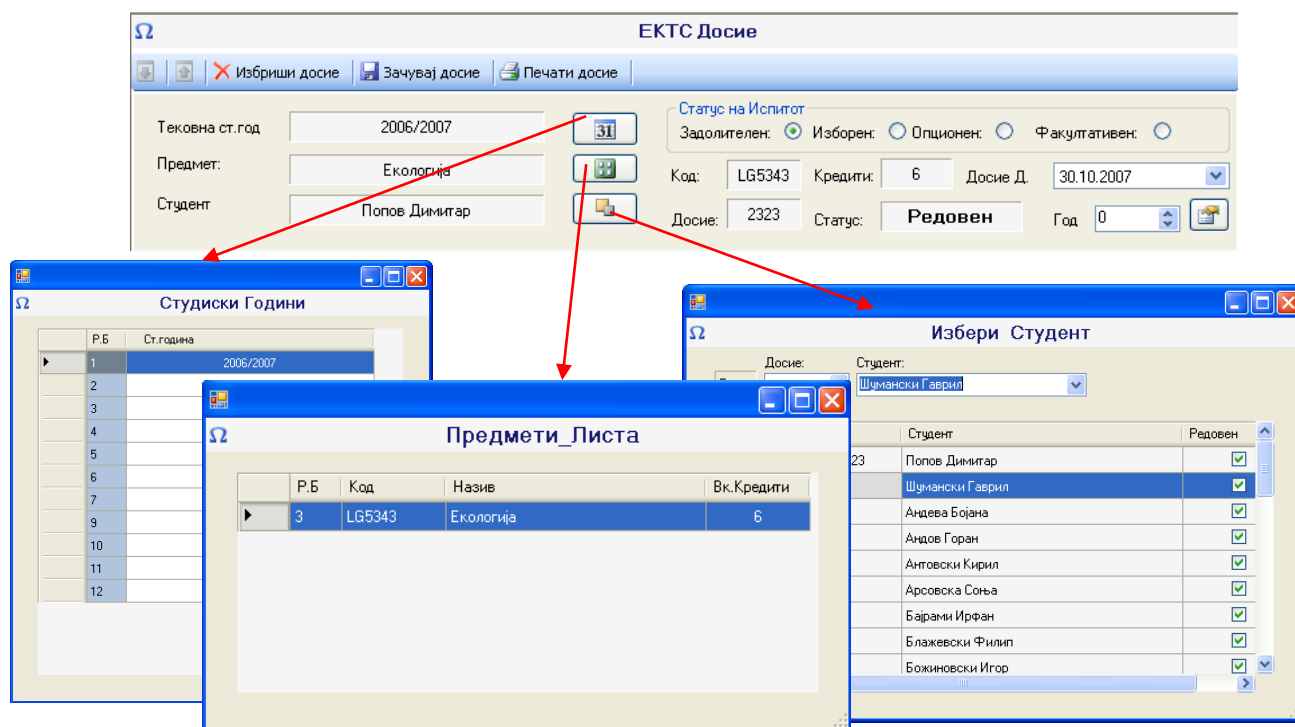 Ω ЕКТС Досие
Избриши досие Зачувај досие Печати досие
Тековна ст.год 2006/2007 31
Предмет: Екологија
Студент Попов Димитар
Статус на Испитот
Задолителен: Изборен: Опционен: Факултативен:
Код: LG5343 Кредити: 6 Досие Д. 30.10.2007
Досие: 2323 Статус: Редовен Год 0
Ω Студиски Години
Р.Б Ст.година
1 2006/2007
2
3
4
5
6
7
9
10
11
12
Ω Предмети_Листа
Р.Б Код Назив Вк.Кредити
3 LG5343 Екологија 6
Ω Избери Студент
Досие: Студент:
Шумански Гаврил
Студент Редовен
23 Попов Димитар
Шумански Гаврил
Андева Бојана
Андов Горан
Антовски Кирил
Арсовска Соња
Бајрами Ирфан
Блажевски Филип
Божиновски Игор